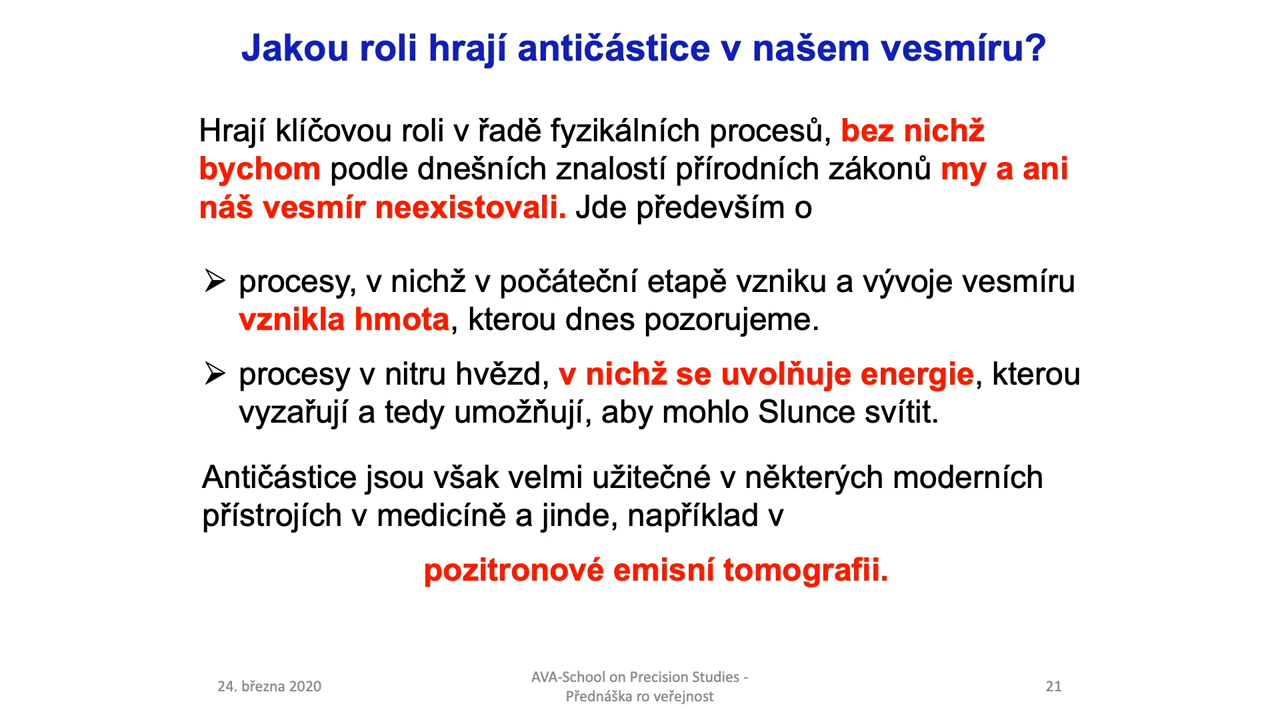 Jakou roli hrají antičástice v našem vesmíru?
Hrají klíčovou roli v řadě fyzikálních procesů, bez nichž
bychom podle dnešních znalostí přírodních zákonů my a ani
náš vesmír neexistovali. Jde především o
➢ procesy, v nichž v počáteční etapě vzniku a vývoje vesmíru
vznikla hmota, kterou dnes pozorujeme.
➢ procesy v nitru hvězd, v nichž se uvolňuje energie, kterou
vyzařují a tedy umožňují, aby mohlo Slunce svítit.
Antičástice jsou však velmi užitečné v některých moderních
přístrojích v medicíně a jinde, například v
pozitronové emisní tomografii.
24. března 2020
AVA-School on Precision Studies -
Přednáška ro veřejnost
21